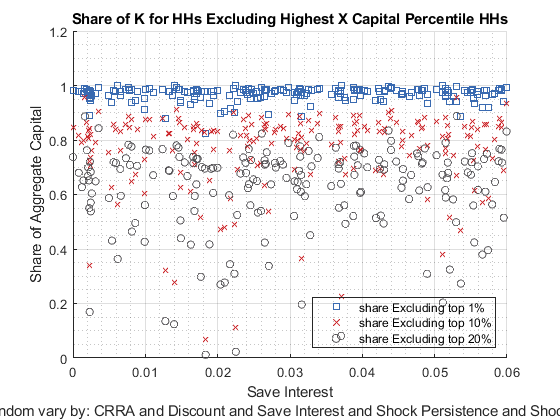 Share of K for HHs Excluding Highest X Capital Percentile HHs
Share of Aggregate Capital
1.2
1
0.8
0.6
0.4
0.2
0
share Excluding top 1%
share Excluding top 10%
share Excluding top 20%
0 0.01 0.02 0.03 0.04 0.05 0.06
Save Interest
ndom vary by: CRRA and Discount and Save Interest and Shock Persistence and Shoc